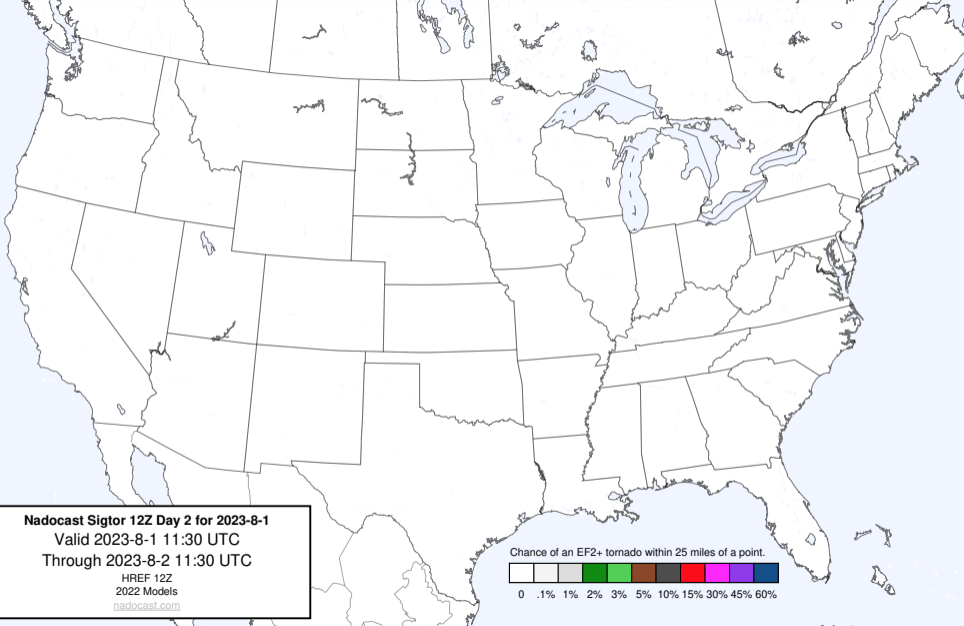 Nadocast Sigtor 12Z Day 2 for 2023-8-1
Valid 2023-8-1 11:30 UTC
Through 2023-8-2 11:30 UTC
HREF 12Z
2022 Models
nadocast.com
Chance of an EF2+ tornado within 25 miles of a point.
0 .1% 1% 2% 3% 5% 10% 15% 30% 45% 60%